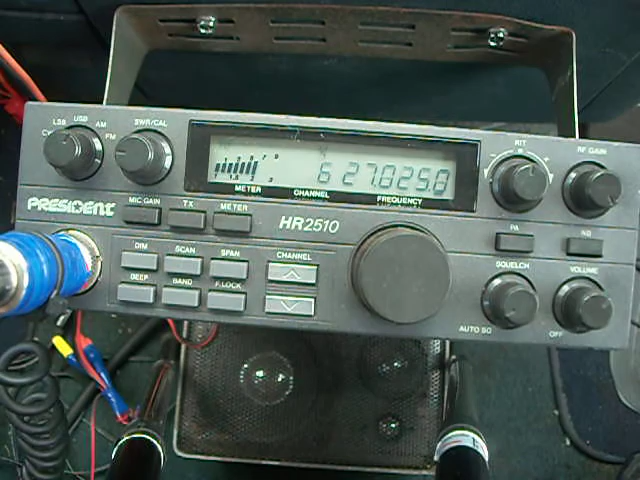 LSB USB AM
CW FM
SWR/CAL
6 27.025.0
METER CHANNEL FREQUENCY
RIT
RF GAIN
PRESIDENT
MIC GAIN TX METER
HR2510
PA NB
DIM SCAN SPAN CHANNEL
BEEP BAND F.LOCK
SQUELCH VOLUME
AUTO SQ OFF